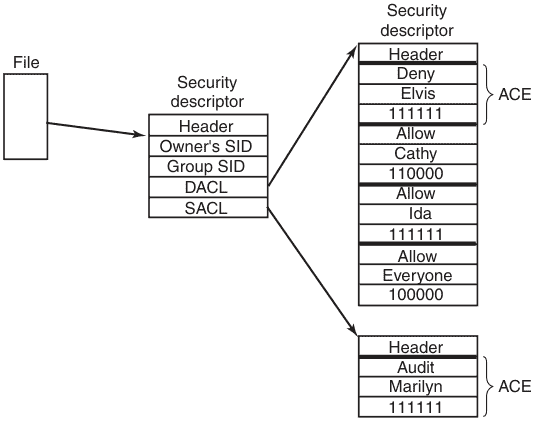 File
Security
descriptor
Header
Owner's SID
Group SID
DACL
SACL
Security
descriptor
Header
Deny
Elvis
111111
ACE
Allow
Cathy
110000
Allow
Ida
111111
Allow
Everyone
100000
Header
Audit
Marilyn
111111
ACE